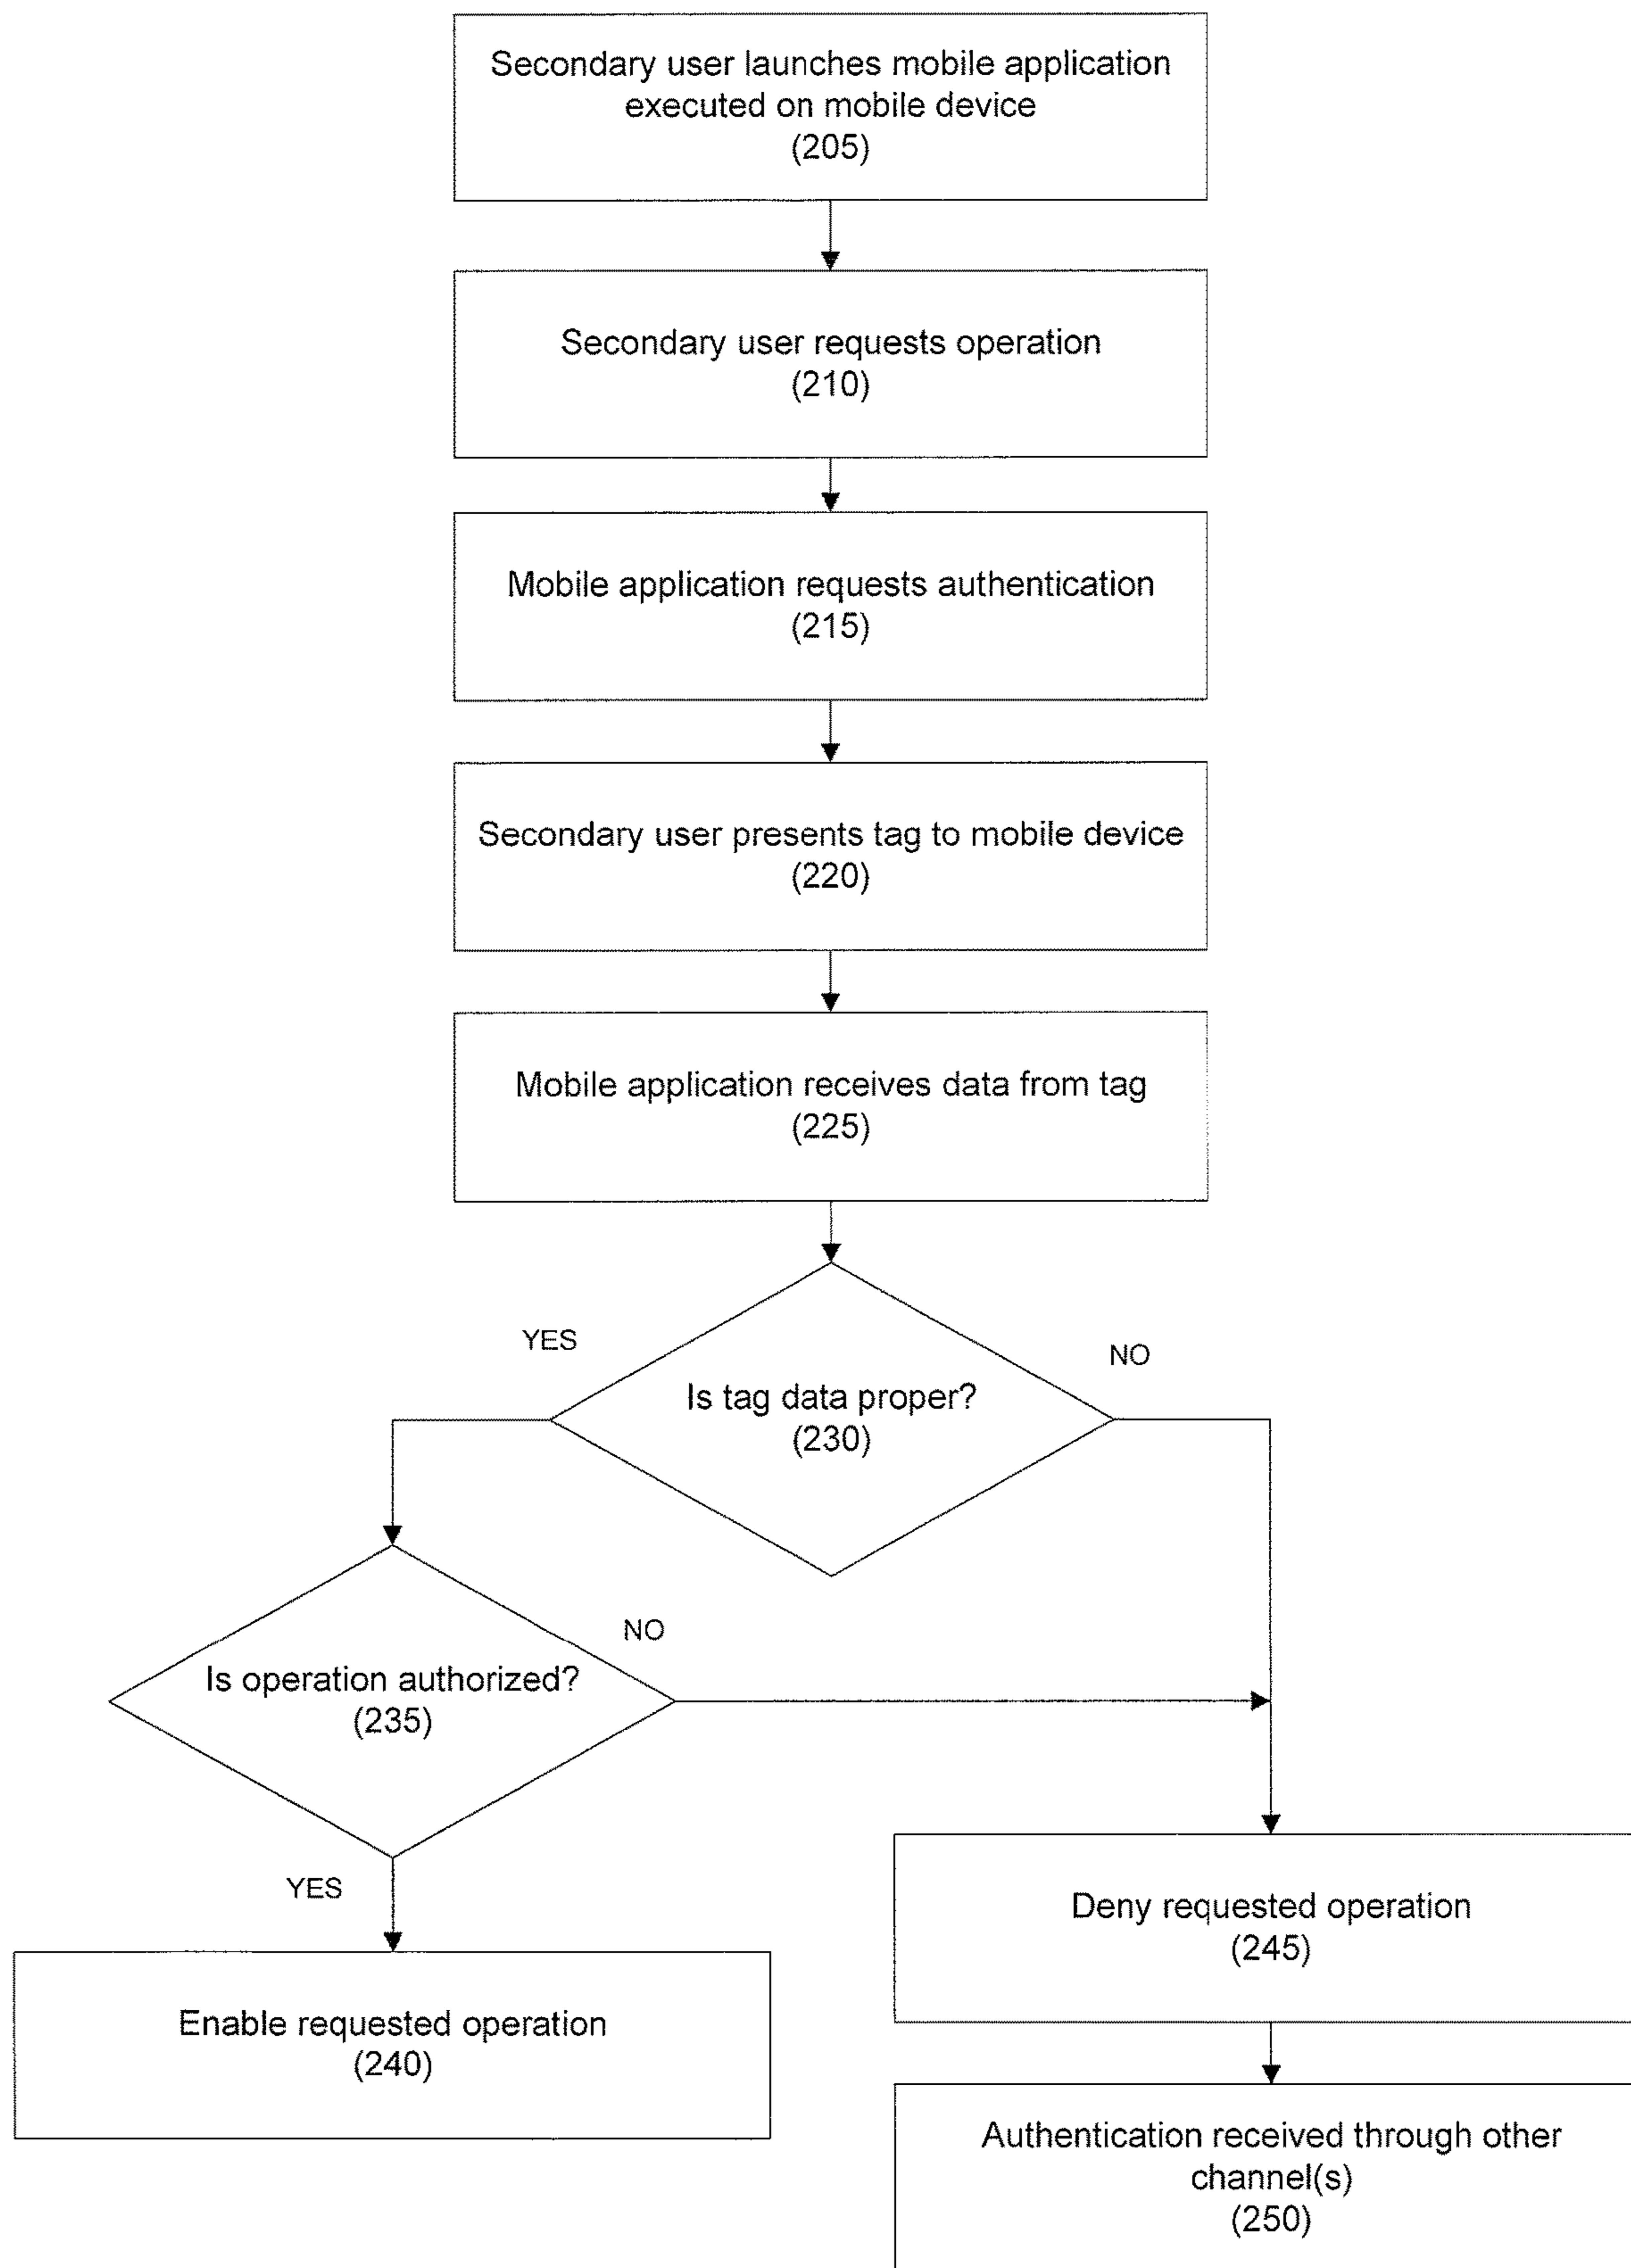 Secondary user launches mobile application
executed on mobile device
(205)
Secondary user requests operation
(210)
Mobile application requests authentication
(215)
Secondary user presents tag to mobile device
(220)
Mobile application receives data from tag
(225)
YES
NO
Is tag data proper?
(230)
NO
Is operation authorized?
(235)
YES
Deny requested operation
(245)
Enable requested operation
(240)
Authentication received through other
channel(s)
(250)